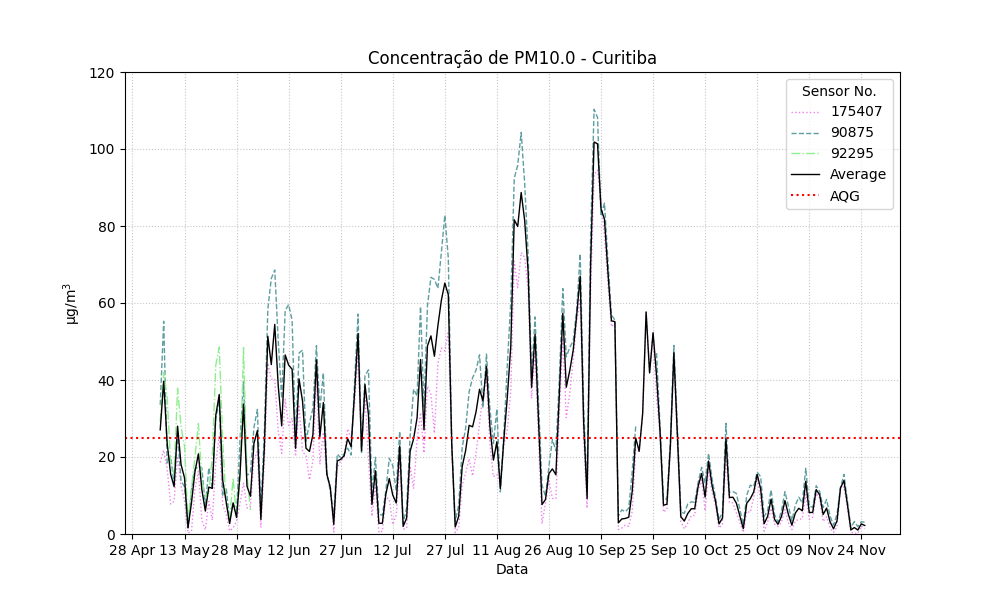 Concentração de PM10.0 - Curitiba
120
100
80
60
40
20
0
µg/m³
Sensor No.
175407
90875
92295
Average
AQG
28 Apr 13 May 28 May 12 Jun 27 Jun 12 Jul 27 Jul 11 Aug 26 Aug 10 Sep 25 Sep 10 Oct 25 Oct 09 Nov 24 Nov
Data